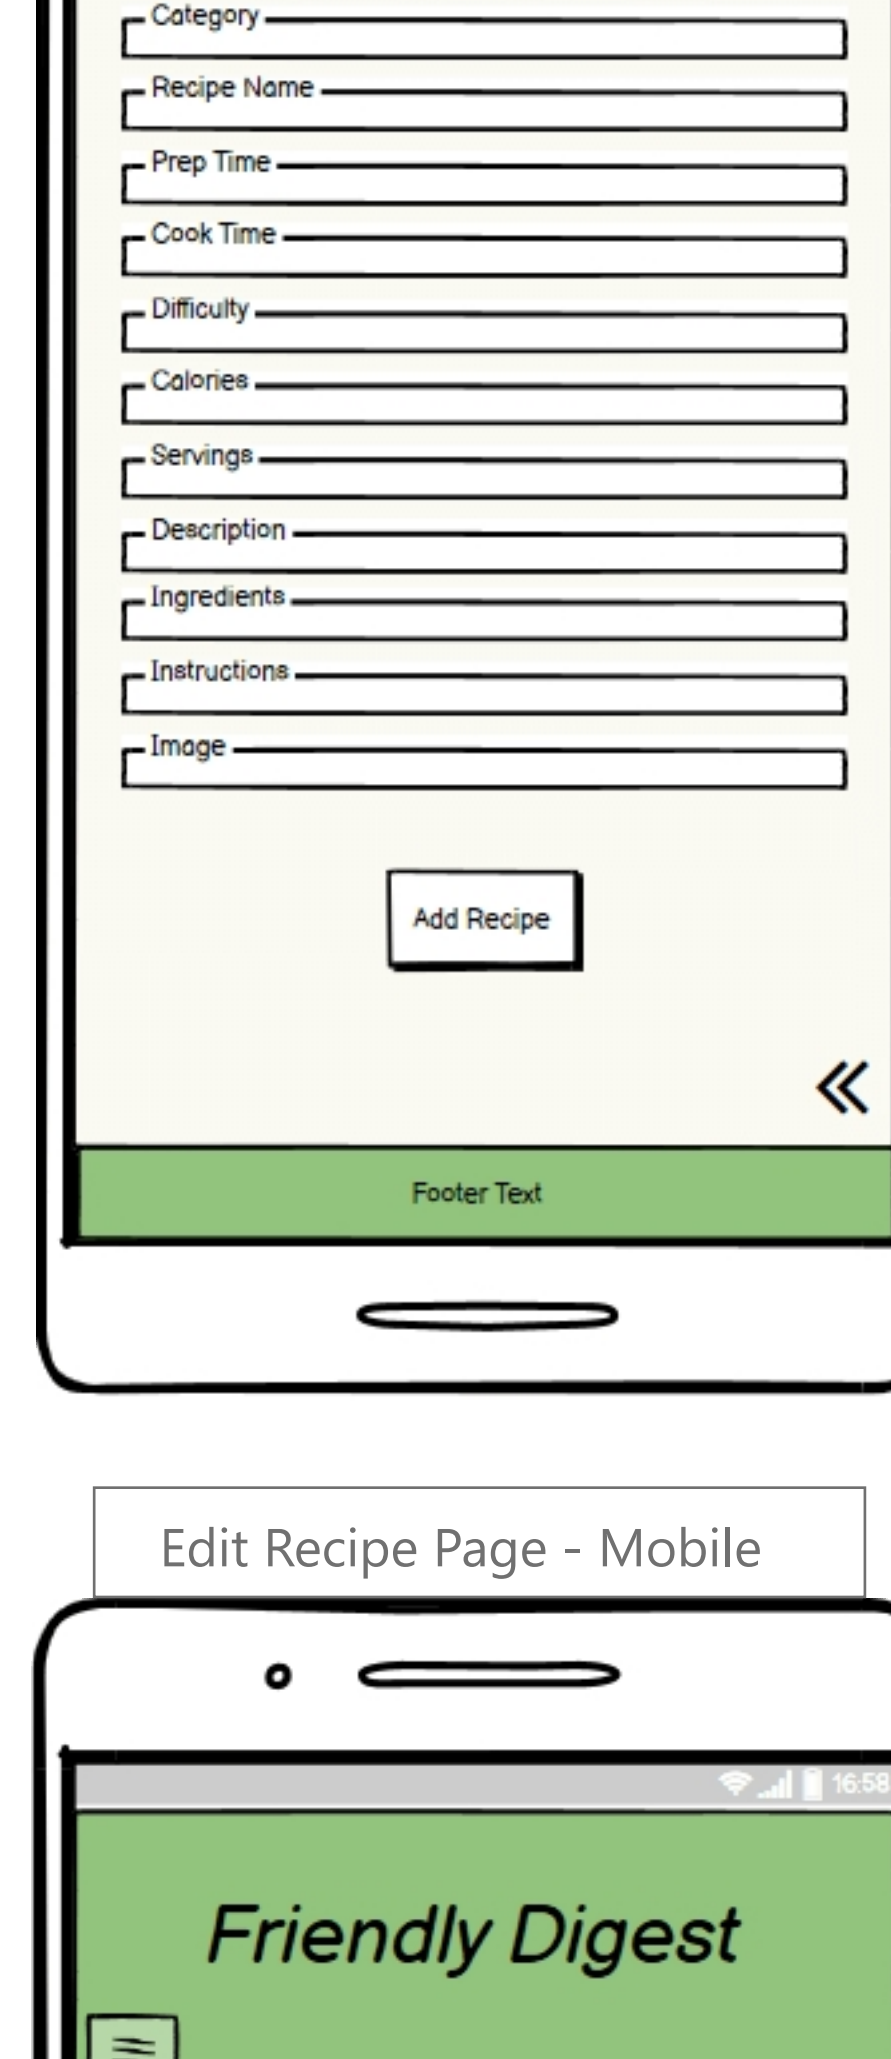 Category
Recipe Name
Prep Time
Cook Time
Difficulty
Calories
Servings
Description
Ingredients
Instructions
Image
Add Recipe
Footer Text
Edit Recipe Page - Mobile
16:58
Friendly Digest